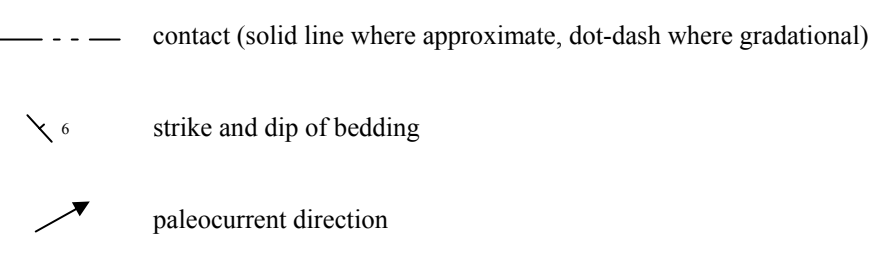 contact (solid line where approximate, dot-dash where gradational)
6 strike and dip of bedding
paleocurrent direction